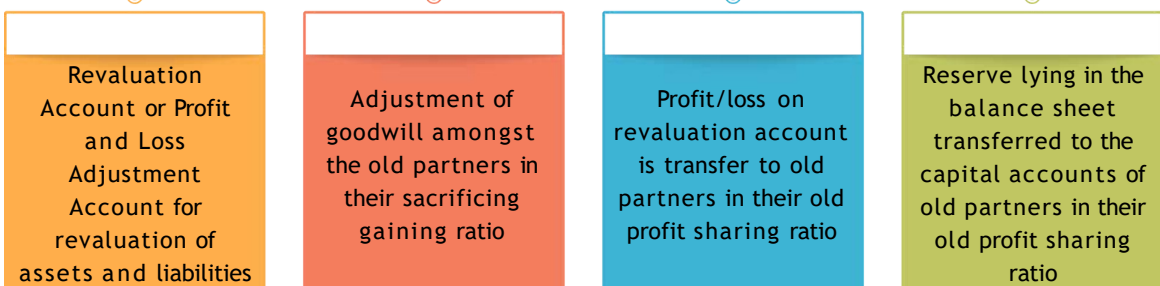 Revaluation
Account or Profit
and Loss
Adjustment
Account for
revaluation of
assets and liabilities
Adjustment of
goodwill amongst
the old partners in
their sacrificing
gaining ratio
Profit/loss on
revaluation account
is transfer to old
partners in their old
profit sharing ratio
Reserve lying in the
balance sheet
transferred to the
capital accounts of
old partners in their
old profit sharing
ratio